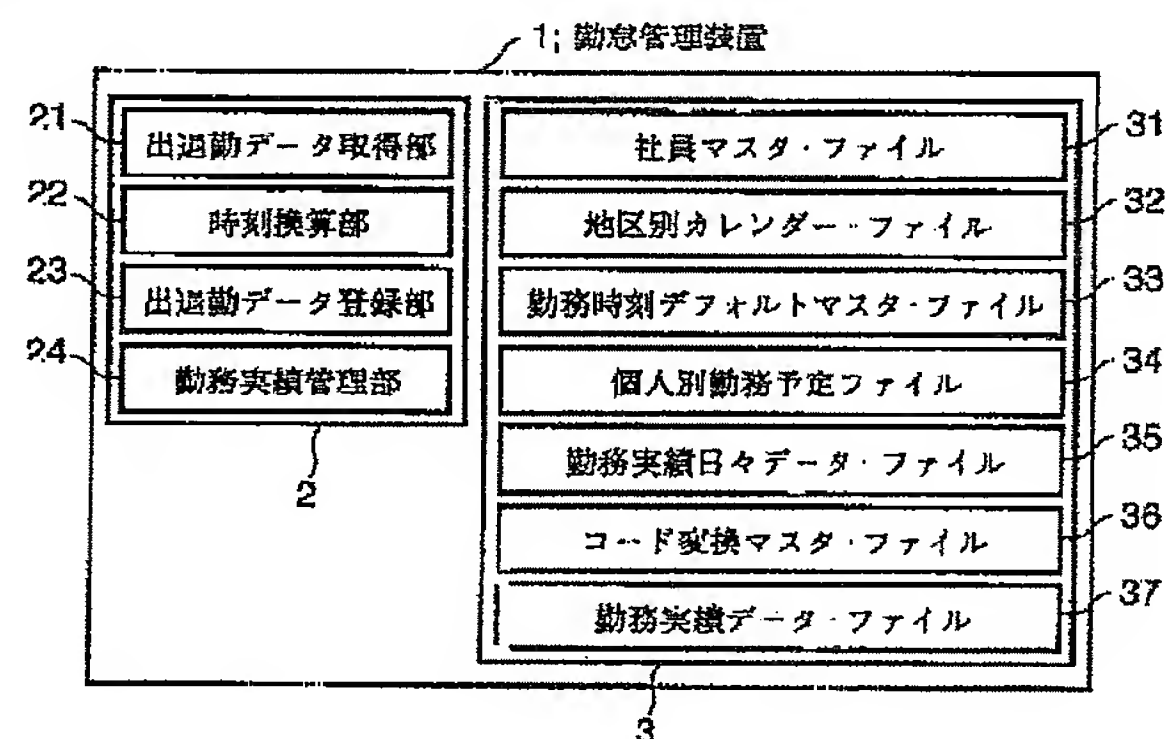 1; 勤怠管理装置
21 出退勤データ取得部
22 時刻換算部
23 出退勤データ登録部
24 勤務実績管理部
2
社員マスタ・ファイル 31
地区別カレンダー・ファイル 32
勤務時刻デフォルトマスタ・ファイル 33
個人別勤務予定ファイル 34
勤務実績日々データ・ファイル 35
コード変換マスタ・ファイル 36
勤務実績データ・ファイル 37
3